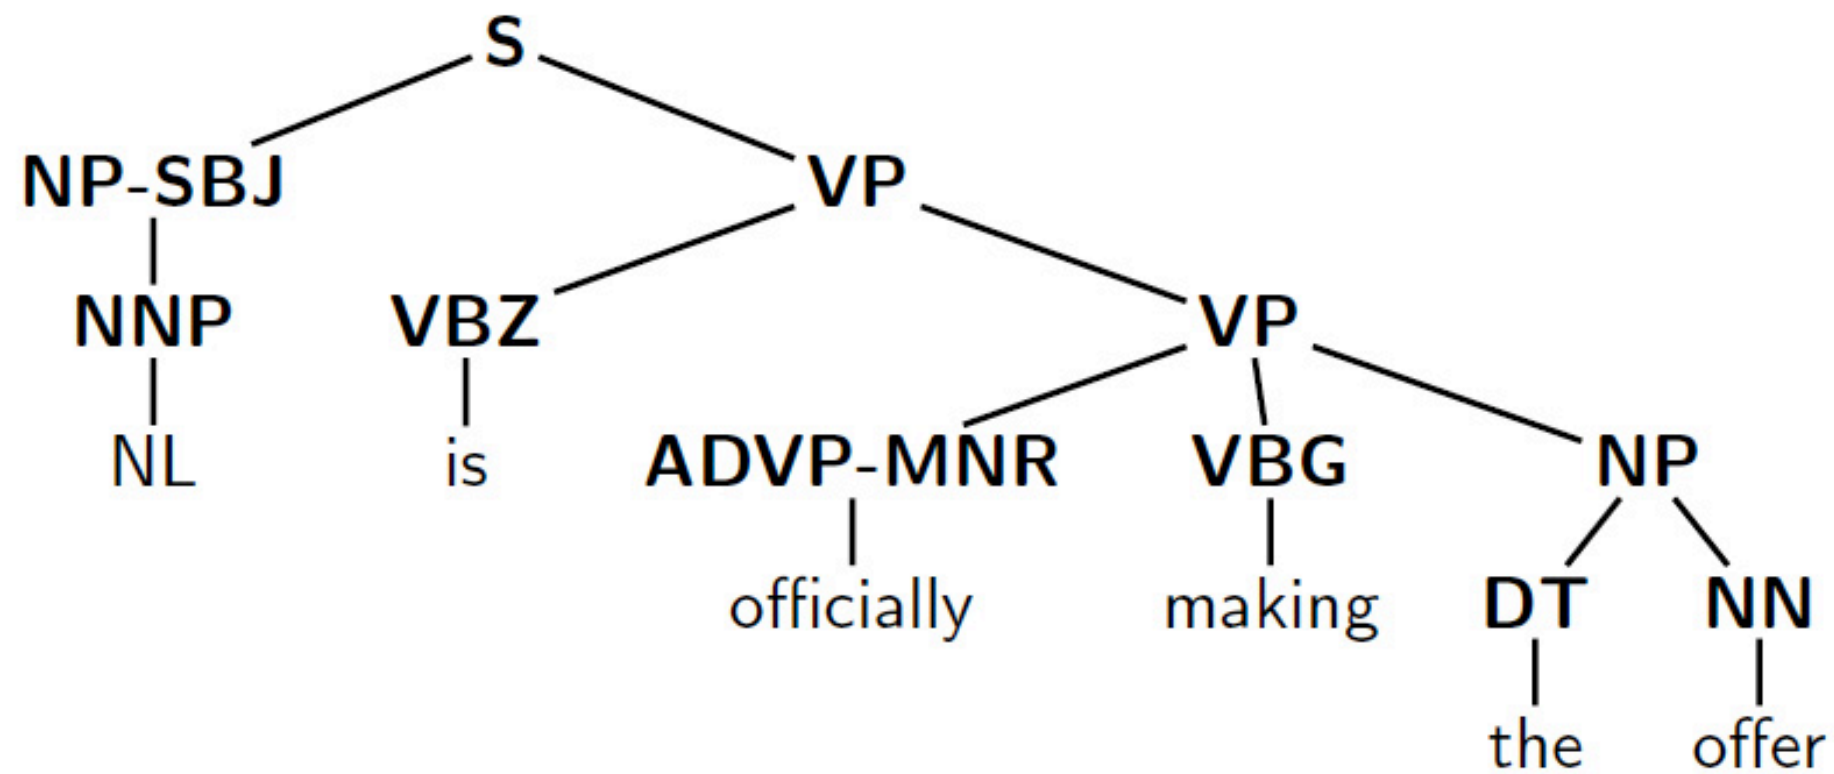 S
NP-SBJ VP
NNP VBZ VP
NL is ADVP-MNR VBG NP
officially making DT NN
the offer